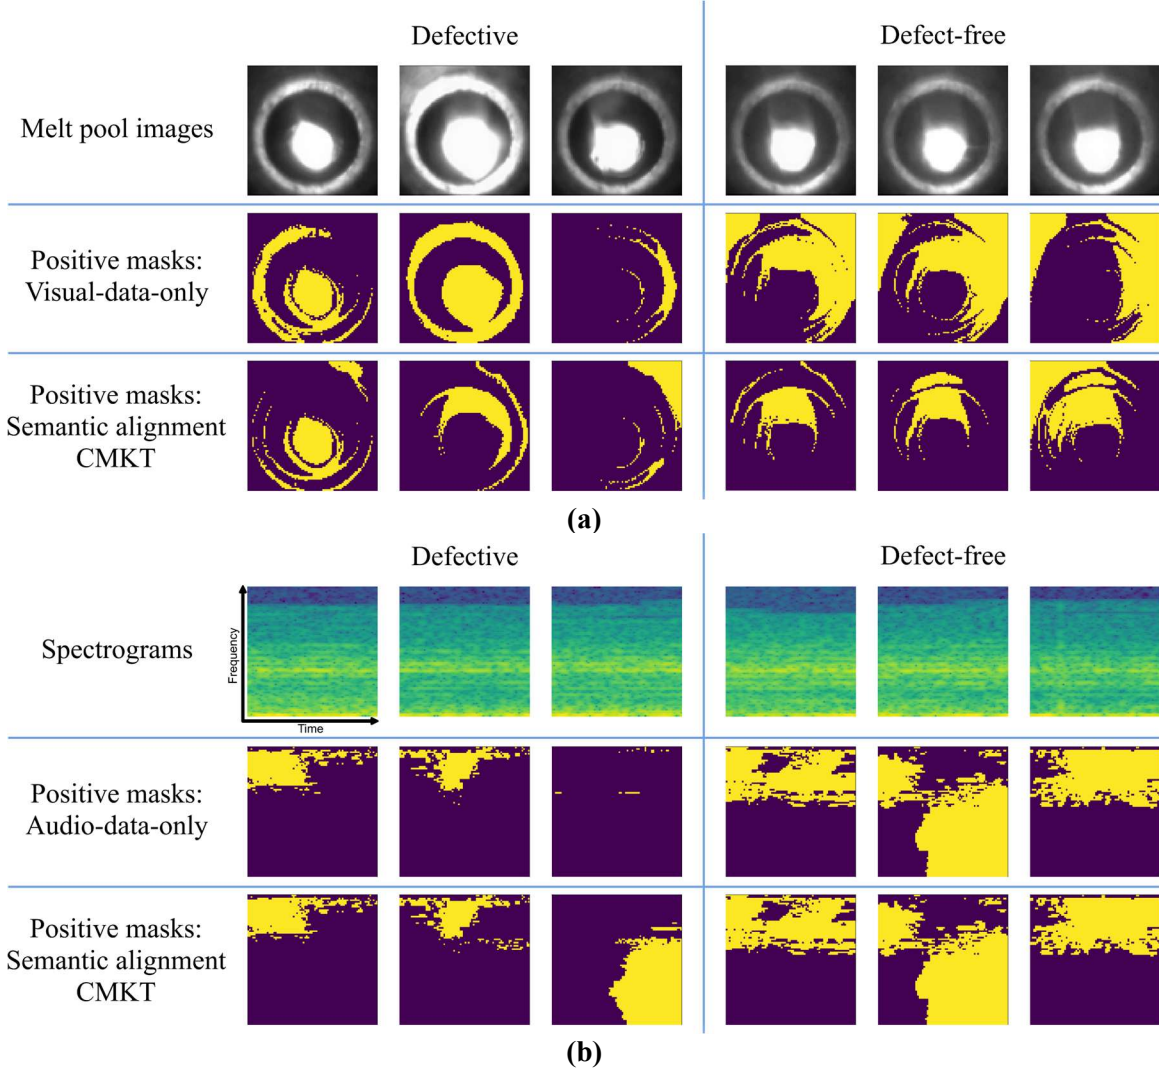 Defective
Defect-free
Melt pool images
Positive masks:
Visual-data-only
Positive masks:
Semantic alignment
CMKT
(a)
Defective
Defect-free
Spectrograms
Frequency
Time
Positive masks:
Audio-data-only
Positive masks:
Semantic alignment
CMKT
(b)